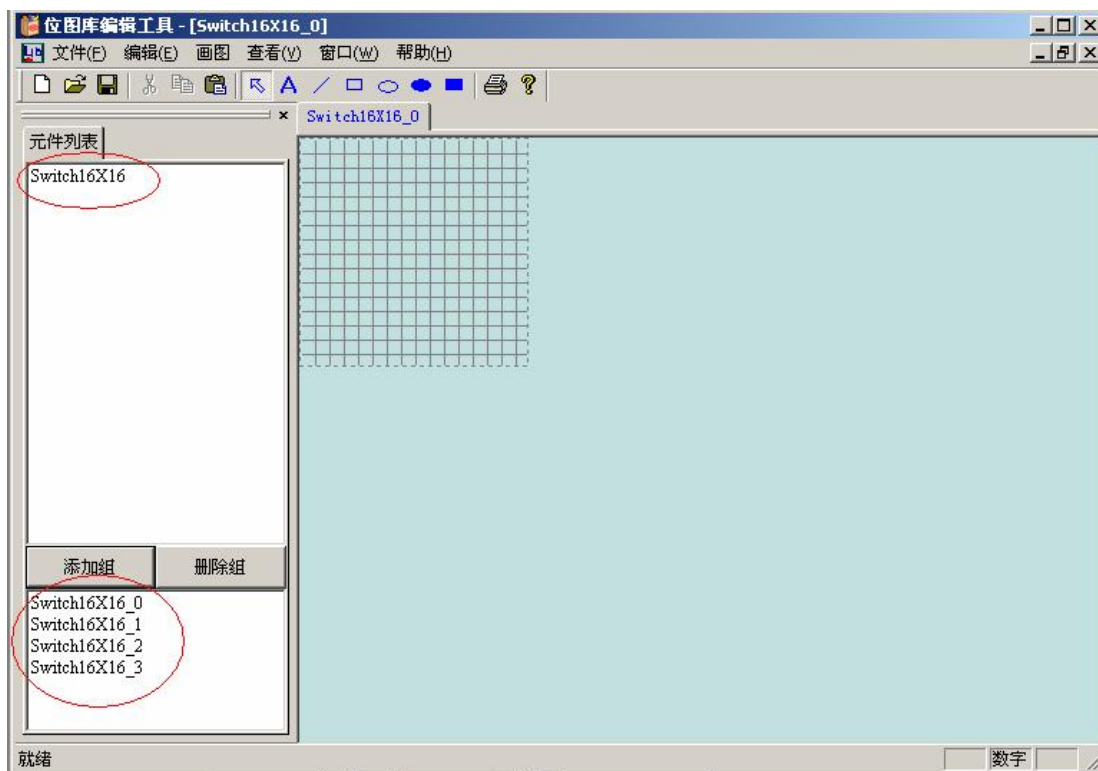 位图库编辑工具 - [Switch16X16_0]
文件(F) 编辑(E) 画图 查看(V) 窗口(W) 帮助(H)
A
Switch16X16_0
元件列表
Switch16X16
添加组 删除组
Switch16X16_0
Switch16X16_1
Switch16X16_2
Switch16X16_3
就绪 数字